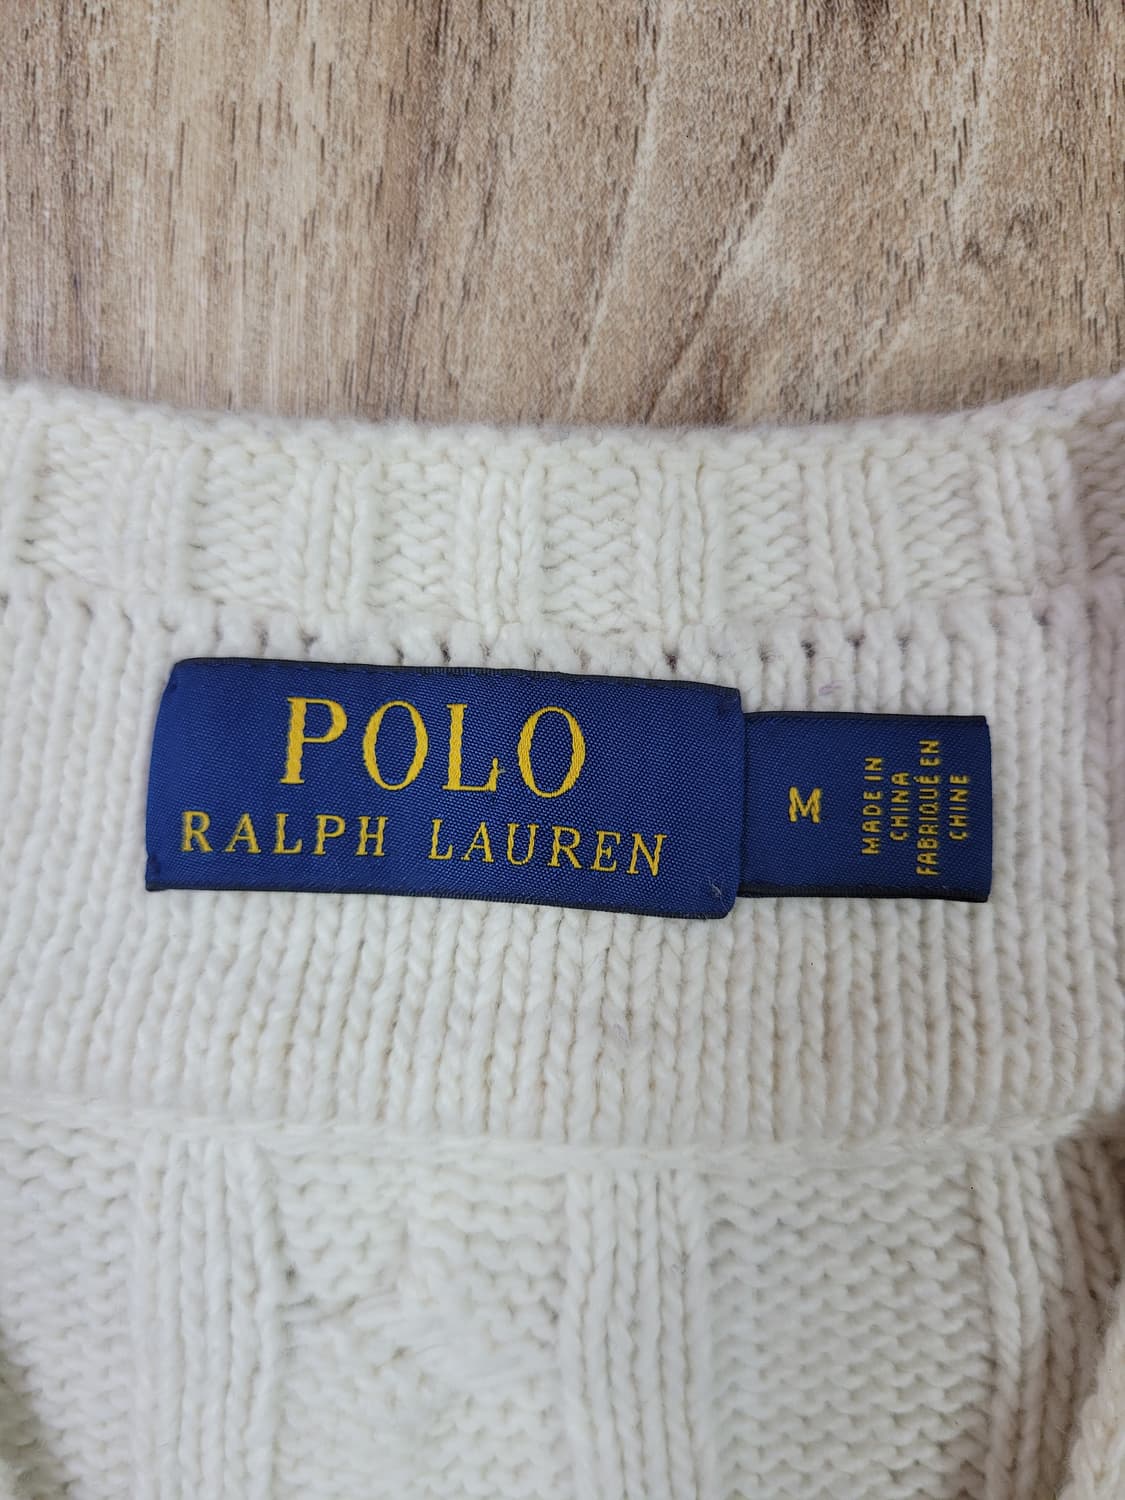 POLO
RALPH LAUREN
M
MADE IN
CHINA
FABRIQUÉ EN
CHINE